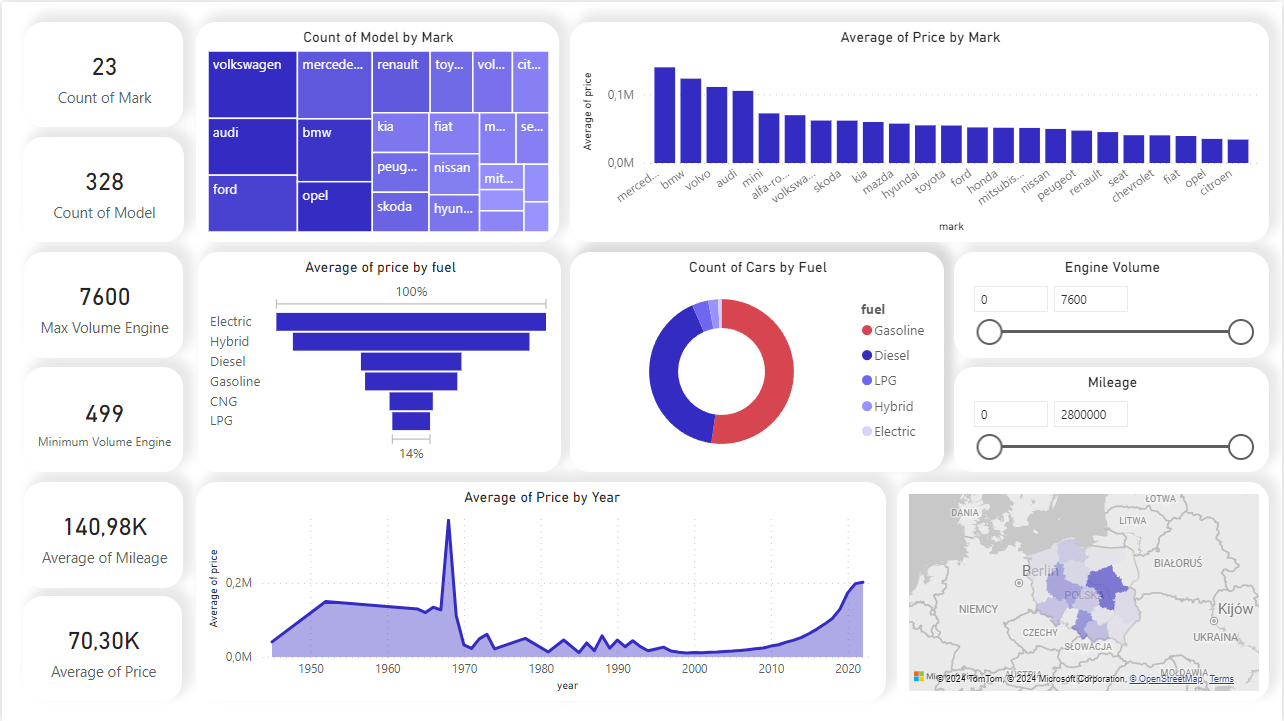 23
Count of Mark
328
Count of Model
7600
Max Volume Engine
499
Minimum Volume Engine
140,98K
Average of Mileage
70,30K
Average of Price
Count of Model by Mark
volkswagen
audi
ford
mercede...
bmw
opel
renault
kia
peug...
skoda
toy...
vol...
cit...
fiat
nissan
hyun...
m...
se...
mit...
Average of Price by Mark
Average of price
0,1M
0,0M
merced...
bmw
volvo
audi
mini
alfa-ro...
volkswa...
skoda
kia
mazda
hyundai
toyota
ford
honda
mitsubis...
nissan
peugeot
renault
seat
chevrolet
fiat
opel
citroen
mark
Average of price by fuel
100%
Electric
Hybrid
Diesel
Gasoline
CNG
LPG
14%
Count of Cars by Fuel
fuel
Gasoline
Diesel
LPG
Hybrid
Electric
Engine Volume
0 7600
Mileage
0 2800000
Average of Price by Year
Average of price
0,2M
0,0M
1950 1960 1970 1980 1990 2000 2010 2020
year
ŁOTWA
DANIA
LITWA
BIAŁORUŚ
Berlin
POLSKA
NIEMCY
Kijów
CZECHY
UKRAINA
SŁOWACJA
MOŁDAWIA
© 2024 TomTom, © 2024 Microsoft Corporation, © OpenStreetMap Terms